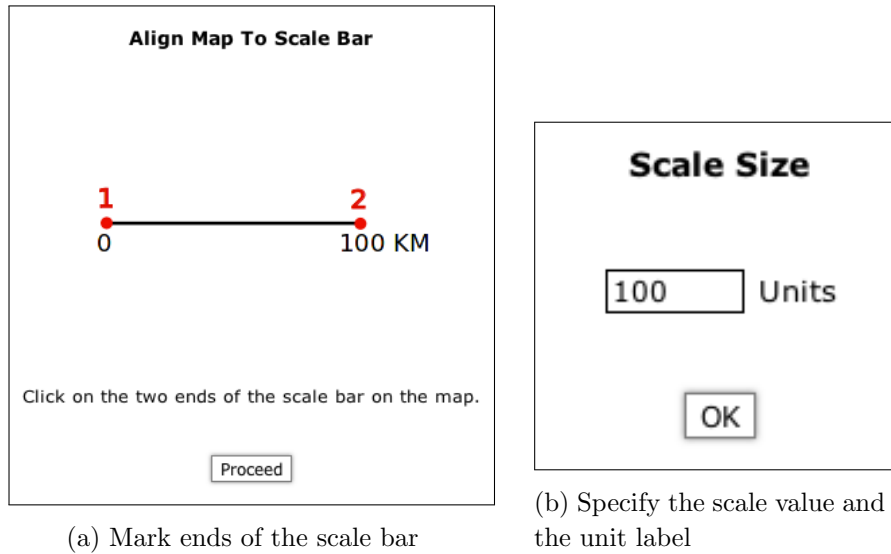 Align Map To Scale Bar
1 2
0 100 KM
Click on the two ends of the scale bar on the map.
Proceed
(a) Mark ends of the scale bar
Scale Size
100 Units
OK
(b) Specify the scale value and
the unit label